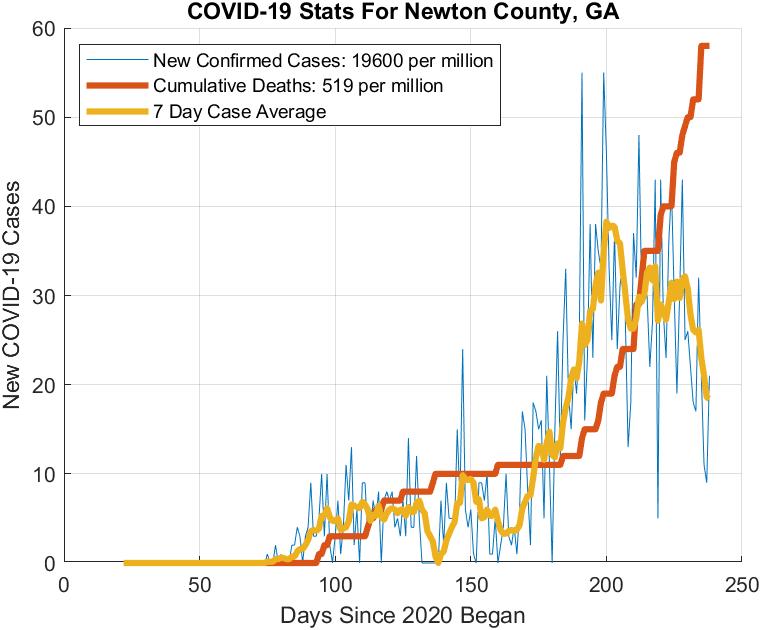 COVID-19 Stats For Newton County, GA
New Confirmed Cases: 19600 per million
Cumulative Deaths: 519 per million
7 Day Case Average
New COVID-19 Cases
60
50
40
30
20
10
0
0 50 100 150 200 250
Days Since 2020 Began